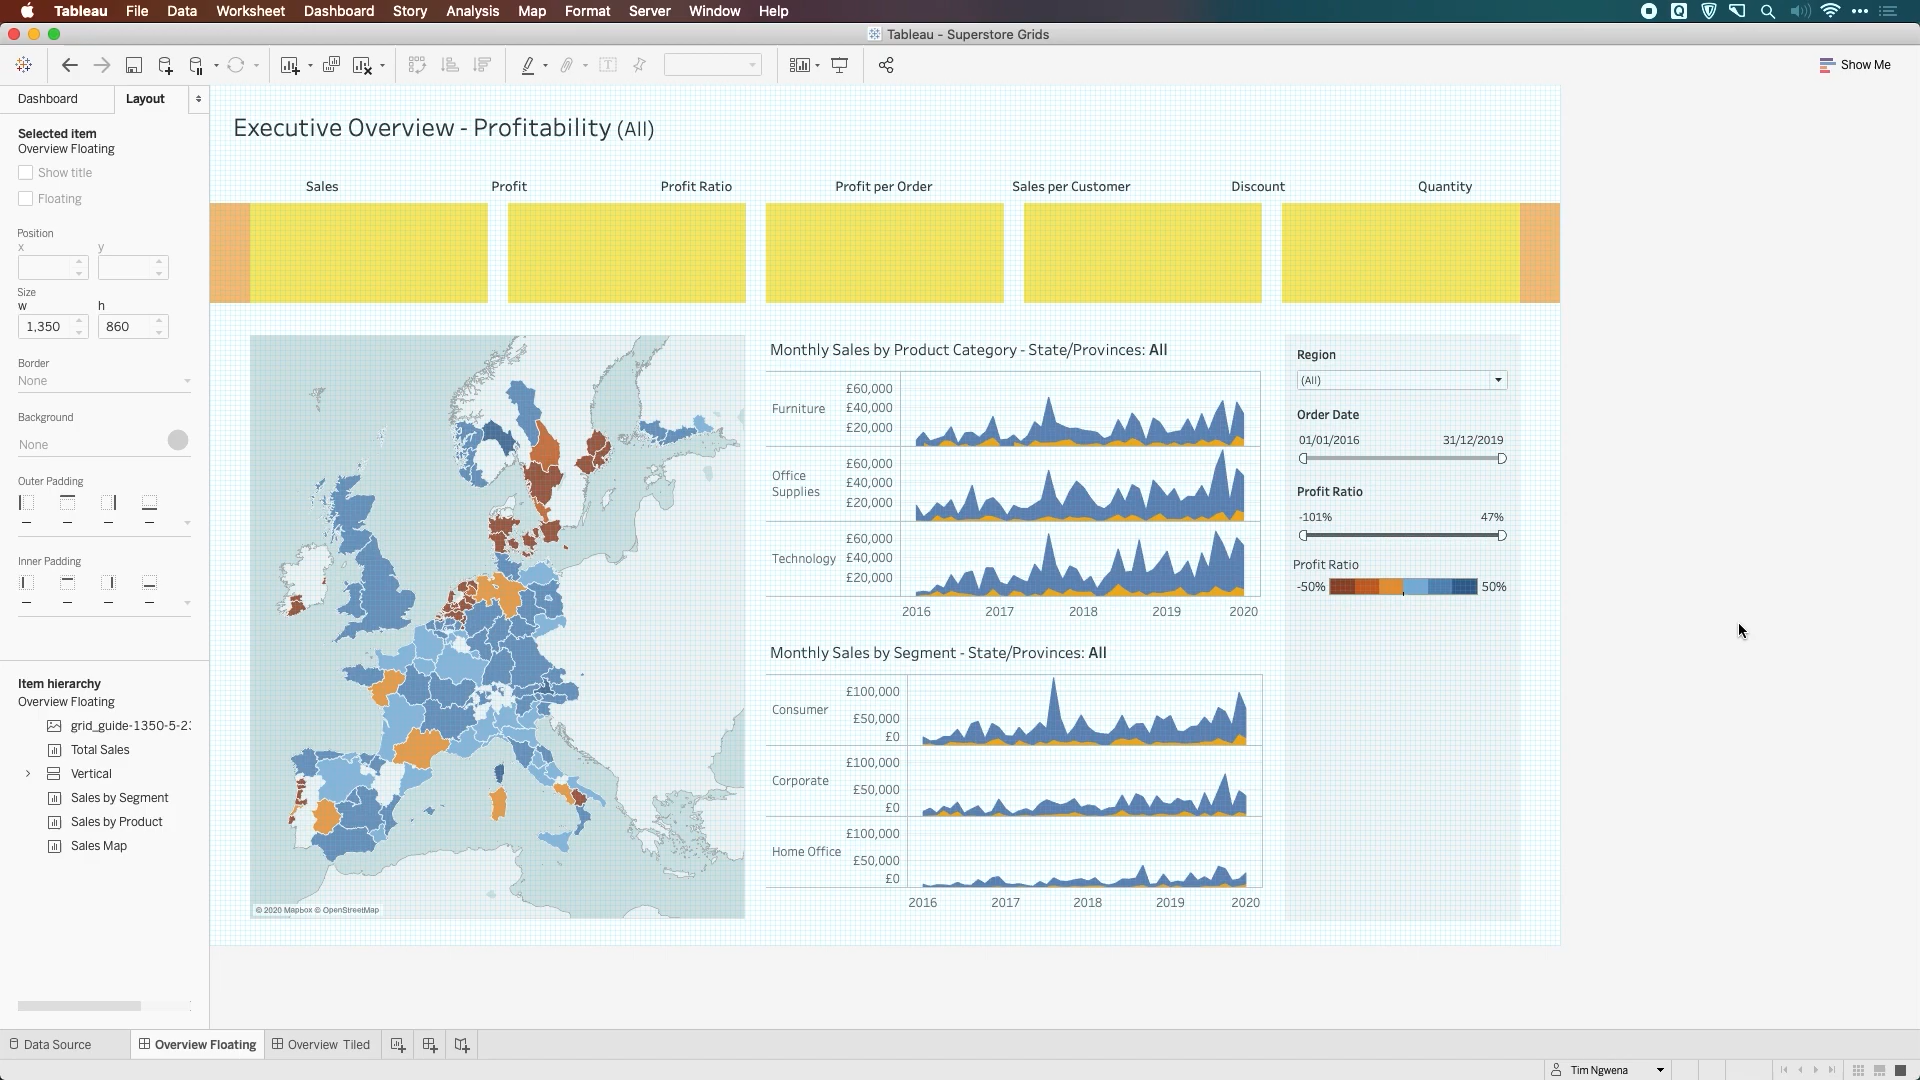 Tableau File Data Worksheet Dashboard Story Analysis Map Format Server Window Help
Tableau - Superstore Grids
Show Me
Dashboard Layout
Selected item
Overview Floating
Show title
Floating
Position
x y
Size
w h
1,350 860
Border
None
Background
None
Outer Padding
Inner Padding
Item hierarchy
Overview Floating
grid_guide-1350-5-2
Total Sales
Vertical
Sales by Segment
Sales by Product
Sales Map
Executive Overview - Profitability (All)
Sales Profit Profit Ratio Profit per Order Sales per Customer Discount Quantity
© 2020 Mapbox © OpenStreetMap
Monthly Sales by Product Category - State/Provinces: All
Furniture
£60,000
£40,000
£20,000
Office
Supplies
£60,000
£40,000
£20,000
Technology
£60,000
£40,000
£20,000
2016 2017 2018 2019 2020
Monthly Sales by Segment - State/Provinces: All
Consumer
£100,000
£50,000
£0
Corporate
£100,000
£50,000
£0
Home Office
£100,000
£50,000
£0
2016 2017 2018 2019 2020
Region
(All)
Order Date
01/01/2016 31/12/2019
Profit Ratio
-101% 47%
Profit Ratio
-50% 50%
Data Source Overview Floating Overview Tiled
Tim Ngwena